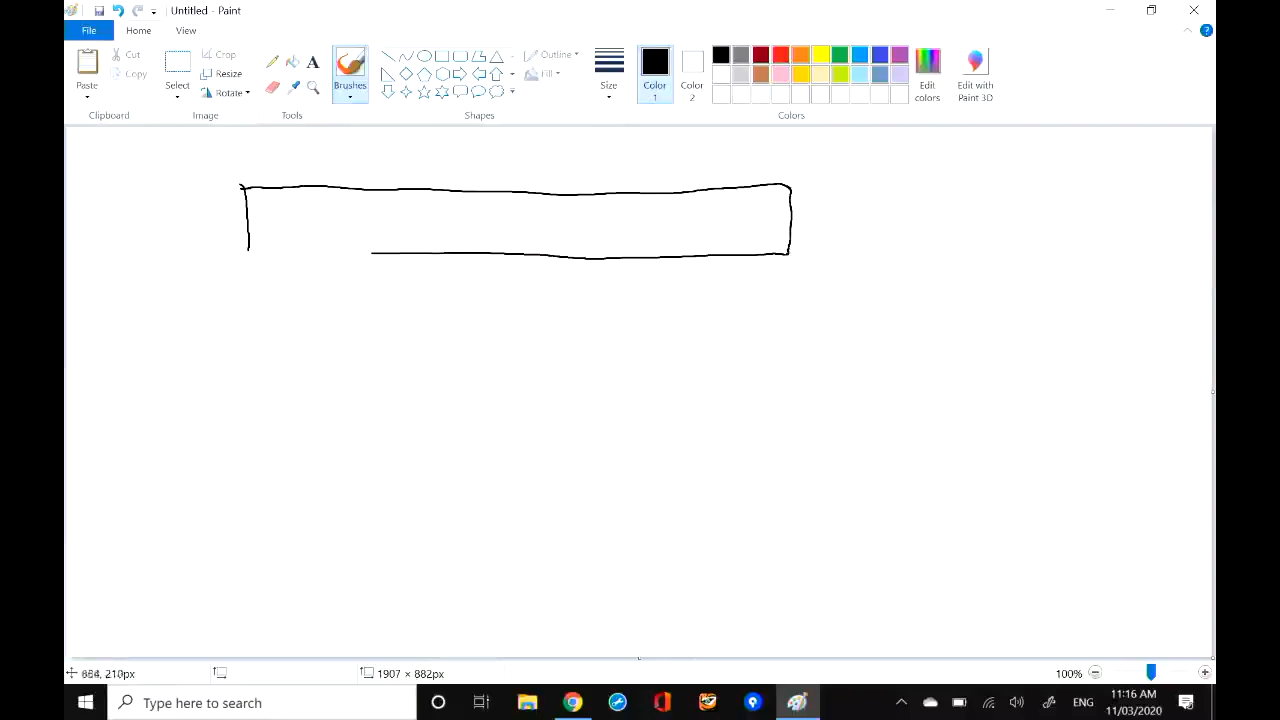 Untitled - Paint
File Home View
Paste
Cut
Copy
Clipboard
Select
Crop
Resize
Rotate
Image
A
Tools
Brushes
Shapes
Outline
Fill
Size
Color 1
Color 2
Edit colors
Edit with Paint 3D
Colors
1907 × 882px
100%
Type here to search
ENG
11:16 AM
11/03/2020